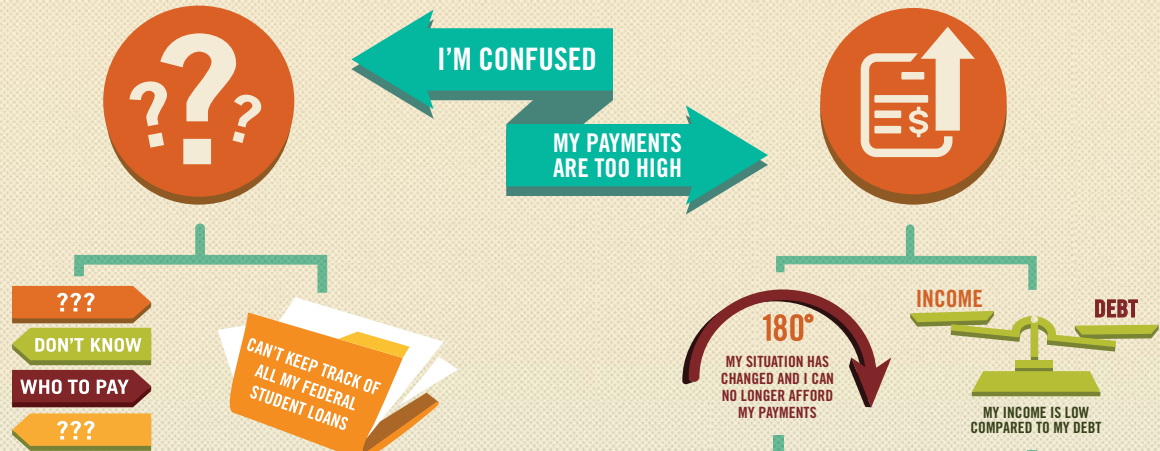 I'M CONFUSED
MY PAYMENTS
ARE TOO HIGH
???
$
???
DON'T KNOW
WHO TO PAY
???
CAN'T KEEP TRACK OF
ALL MY FEDERAL
STUDENT LOANS
180°
MY SITUATION HAS
CHANGED AND I CAN
NO LONGER AFFORD
MY PAYMENTS
INCOME
DEBT
MY INCOME IS LOW
COMPARED TO MY DEBT